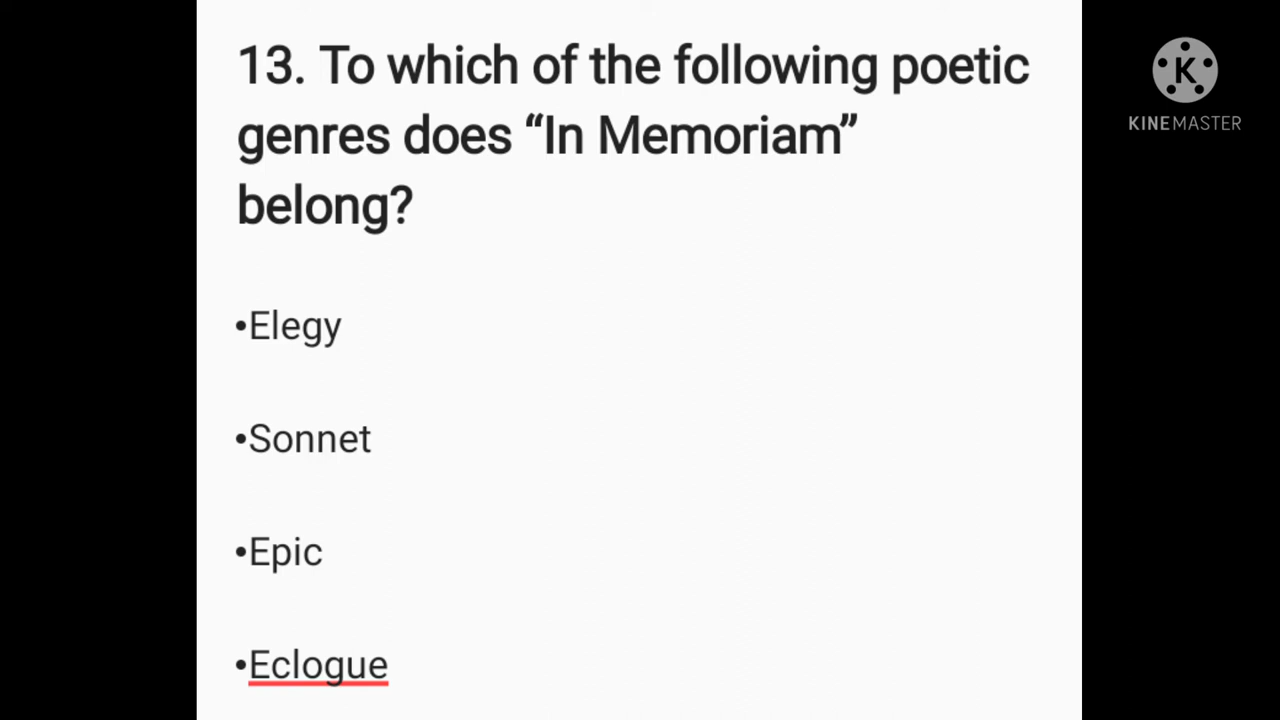 13. To which of the following poetic
genres does “In Memoriam”
belong?
•Elegy
•Sonnet
•Epic
•Eclogue
K
KINEMASTER